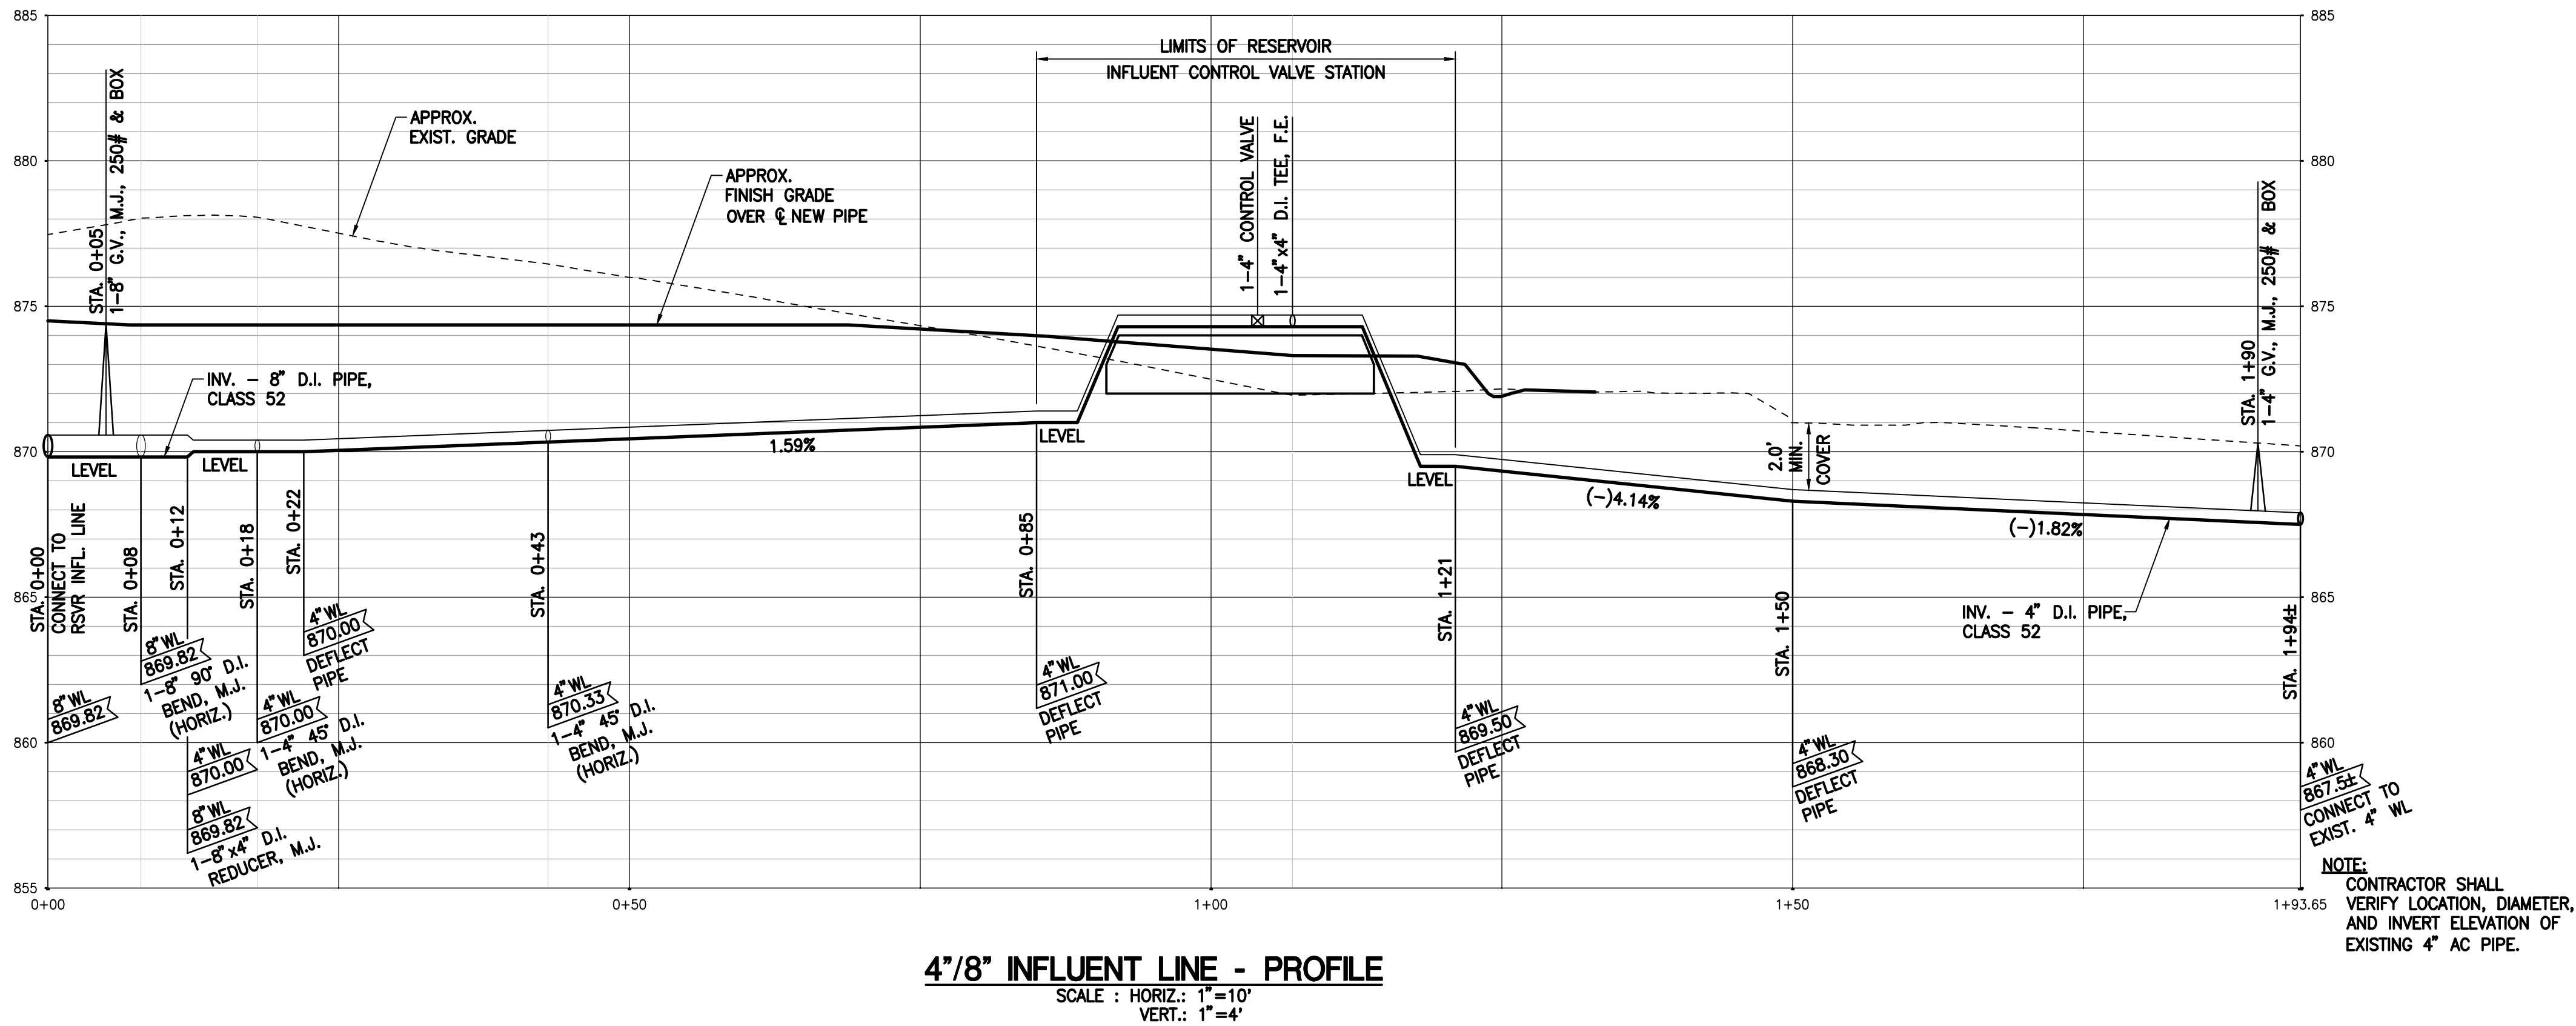 885
880
875
870
865
860
855
885
880
875
870
865
860
LIMITS OF RESERVOIR
INFLUENT CONTROL VALVE STATION
STA. 0+05
1-8" G.V., M.J., 250# & BOX
APPROX.
EXIST. GRADE
APPROX.
FINISH GRADE
OVER ℄ NEW PIPE
1-4" CONTROL VALVE
1-4"x4" D.I. TEE, F.E.
STA. 1+90
1-4" G.V., M.J., 250# & BOX
INV. - 8" D.I. PIPE,
CLASS 52
LEVEL
LEVEL
1.59%
LEVEL
LEVEL
(-)4.14%
2.0'
MIN.
COVER
(-)1.82%
INV. - 4" D.I. PIPE,
CLASS 52
STA. 0+00
CONNECT TO
RSVR INFL. LINE
8"WL
869.82
STA. 0+08
8"WL
869.82
1-8" 90° D.I.
BEND, M.J.
(HORIZ.)
STA. 0+12
4"WL
870.00
8"WL
869.82
1-8"x4" D.I.
REDUCER, M.J.
STA. 0+18
4"WL
870.00
1-4" 45° D.I.
BEND, M.J.
(HORIZ.)
STA. 0+22
4"WL
870.00
DEFLECT
PIPE
STA. 0+43
4"WL
870.33
1-4" 45° D.I.
BEND, M.J.
(HORIZ.)
STA. 0+85
4"WL
871.00
DEFLECT
PIPE
STA. 1+21
4"WL
869.50
DEFLECT
PIPE
STA. 1+50
4"WL
868.30
DEFLECT
PIPE
STA. 1+94±
4"WL
867.5±
CONNECT TO
EXIST. 4" WL
0+00
0+50
1+00
1+50
1+93.65
NOTE:
CONTRACTOR SHALL
VERIFY LOCATION, DIAMETER,
AND INVERT ELEVATION OF
EXISTING 4" AC PIPE.
4"/8" INFLUENT LINE - PROFILE
SCALE : HORIZ.: 1"=10'
VERT.: 1"=4'